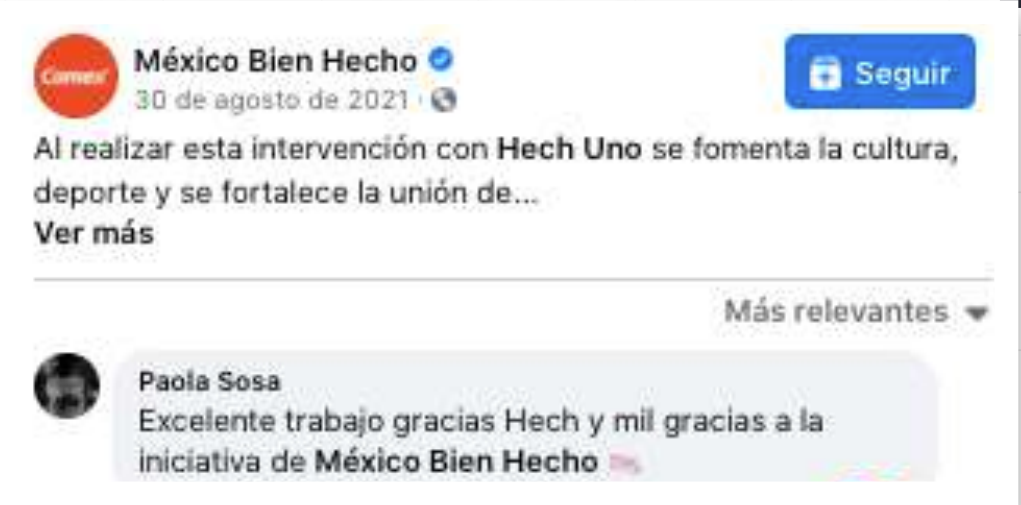 Comex
México Bien Hecho
Seguir
30 de agosto de 2021 ·
Al realizar esta intervención con Hech Uno se fomenta la cultura,
deporte y se fortalece la unión de...
Ver más
Más relevantes
Paola Sosa
Excelente trabajo gracias Hech y mil gracias a la
iniciativa de México Bien Hecho